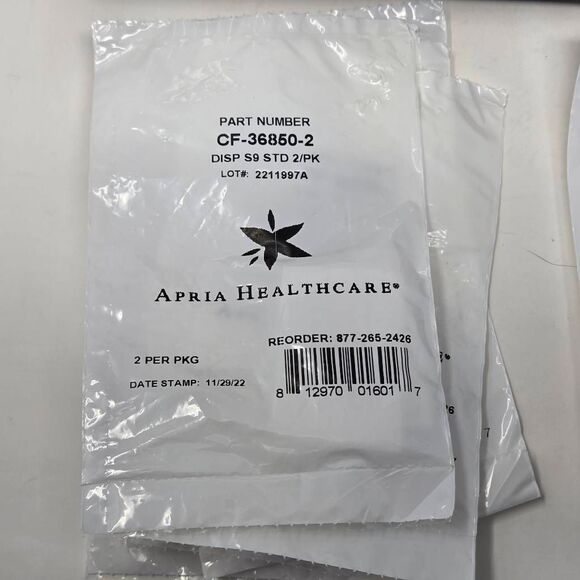 PART NUMBER
CF-36850-2
DISP S9 STD 2/PK
LOT#: 2211997A
APRIA HEALTHCARE®
REORDER: 877-265-2426
2 PER PKG
DATE STAMP: 11/29/22
8 12970 01601 7